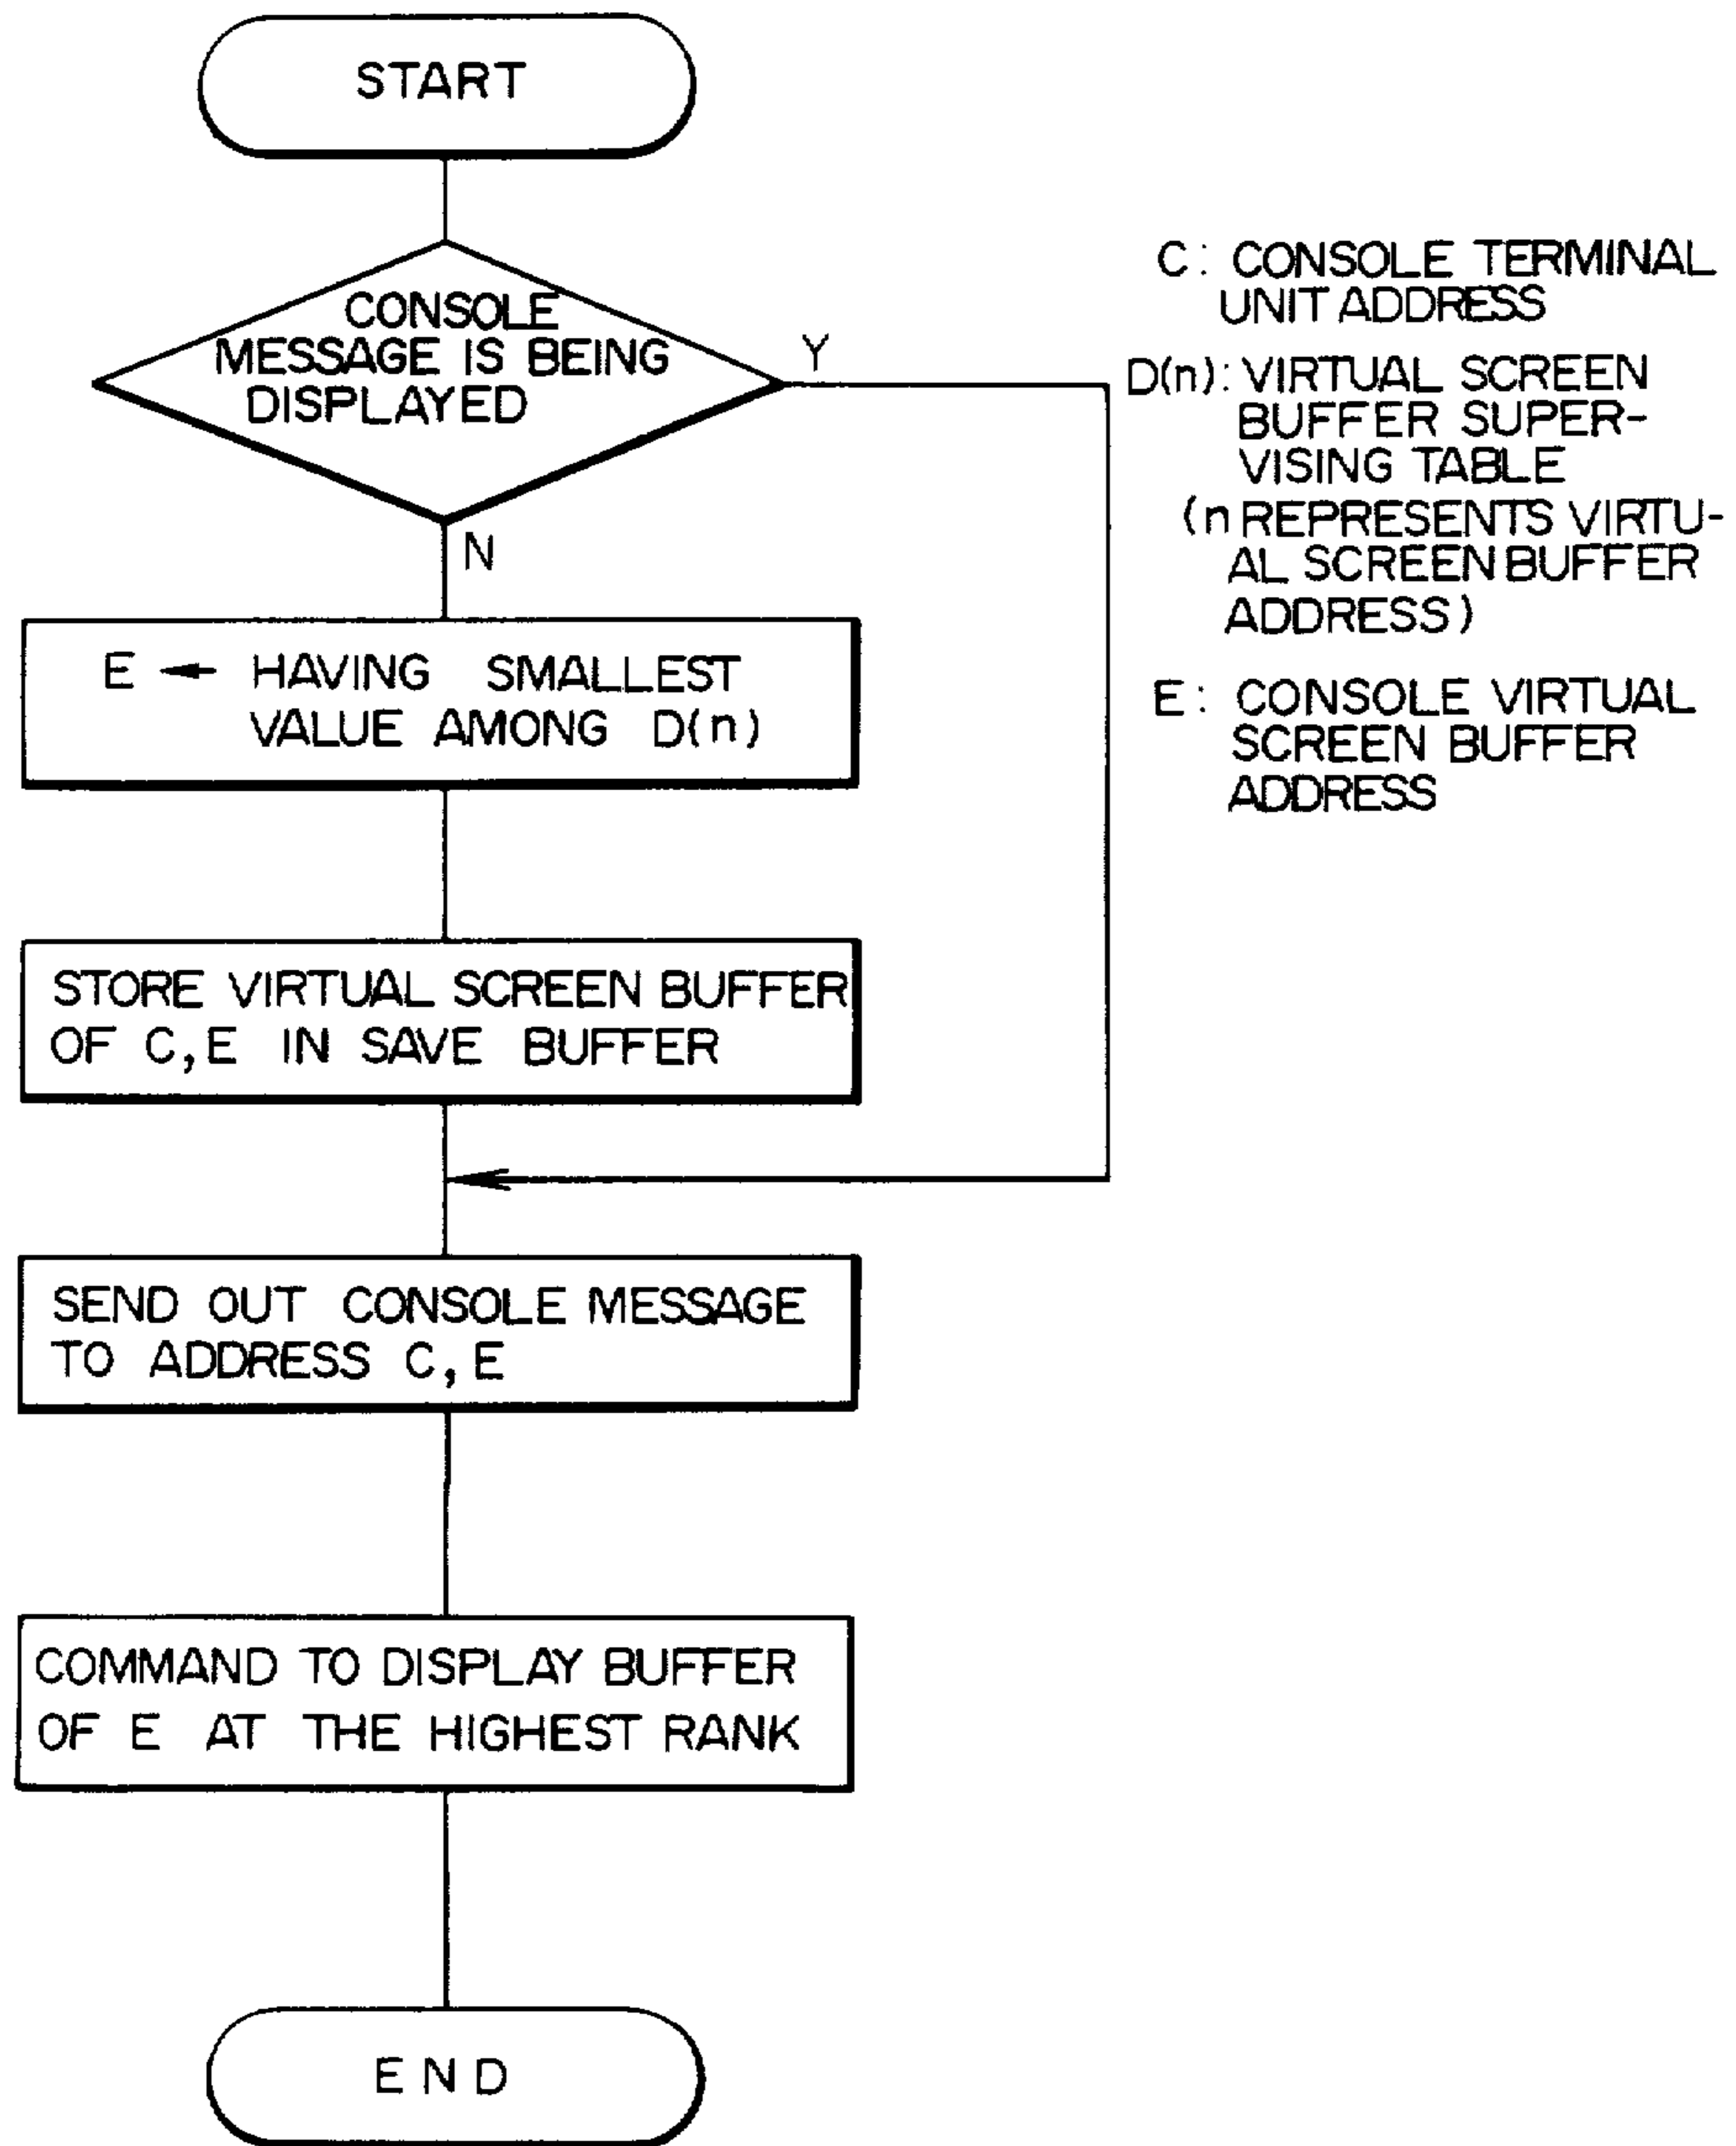 START
CONSOLE
MESSAGE IS BEING
DISPLAYED
Y
N
E ← HAVING SMALLEST
VALUE AMONG D(n)
STORE VIRTUAL SCREEN BUFFER
OF C, E IN SAVE BUFFER
SEND OUT CONSOLE MESSAGE
TO ADDRESS C, E
COMMAND TO DISPLAY BUFFER
OF E AT THE HIGHEST RANK
END
C: CONSOLE TERMINAL
UNIT ADDRESS
D(n): VIRTUAL SCREEN
BUFFER SUPER-
VISING TABLE
(n REPRESENTS VIRTU-
AL SCREEN BUFFER
ADDRESS)
E: CONSOLE VIRTUAL
SCREEN BUFFER
ADDRESS